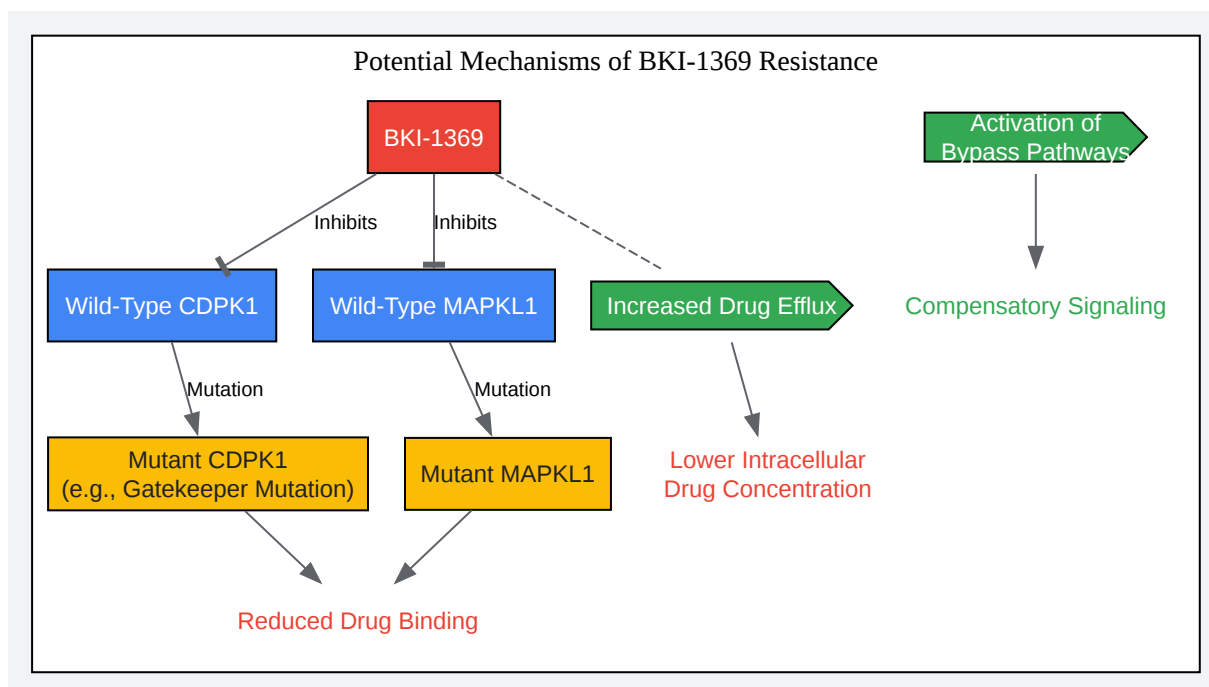 Potential Mechanisms of BKI-1369 Resistance
BKI-1369
Activation of
Bypass Pathways
Inhibits
Inhibits
Wild-Type CDPK1
Wild-Type MAPKL1
Increased Drug Efflux
Compensatory Signaling
Mutation
Mutation
Mutant CDPK1
(e.g., Gatekeeper Mutation)
Mutant MAPKL1
Lower Intracellular
Drug Concentration
Reduced Drug Binding